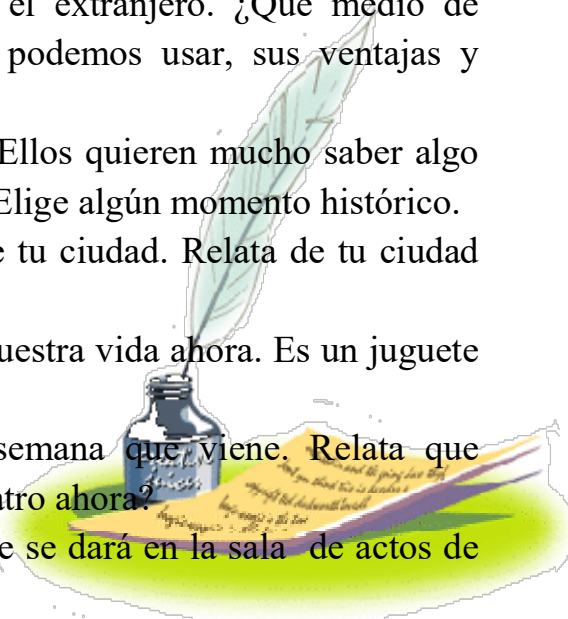 el extranjero. ¿Qué medio de
podemos usar, sus ventajas y
Ellos quieren mucho saber algo
Elige algún momento histórico.
e tu ciudad. Relata de tu ciudad
uestra vida ahora. Es un juguete
semana que viene. Relata que
atro ahora?
e se dará en la sala de actos de